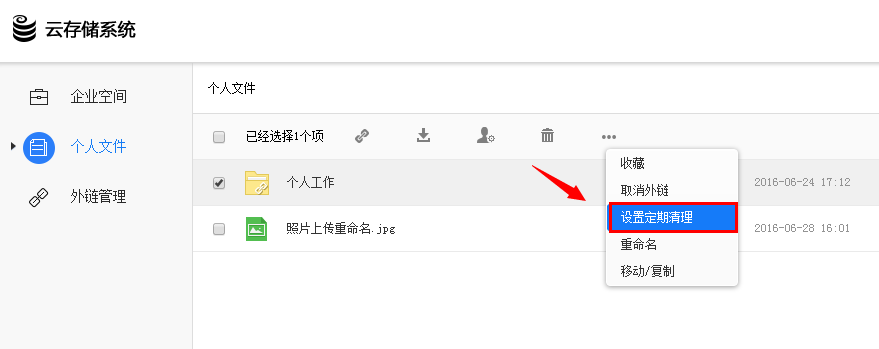 云存储系统
企业空间
个人文件
外链管理
个人文件
已经选择1个项
个人工作
2016-06-24 17:12
照片上传重命名.jpg
2016-06-28 16:01
收藏
取消外链
设置定期清理
重命名
移动/复制